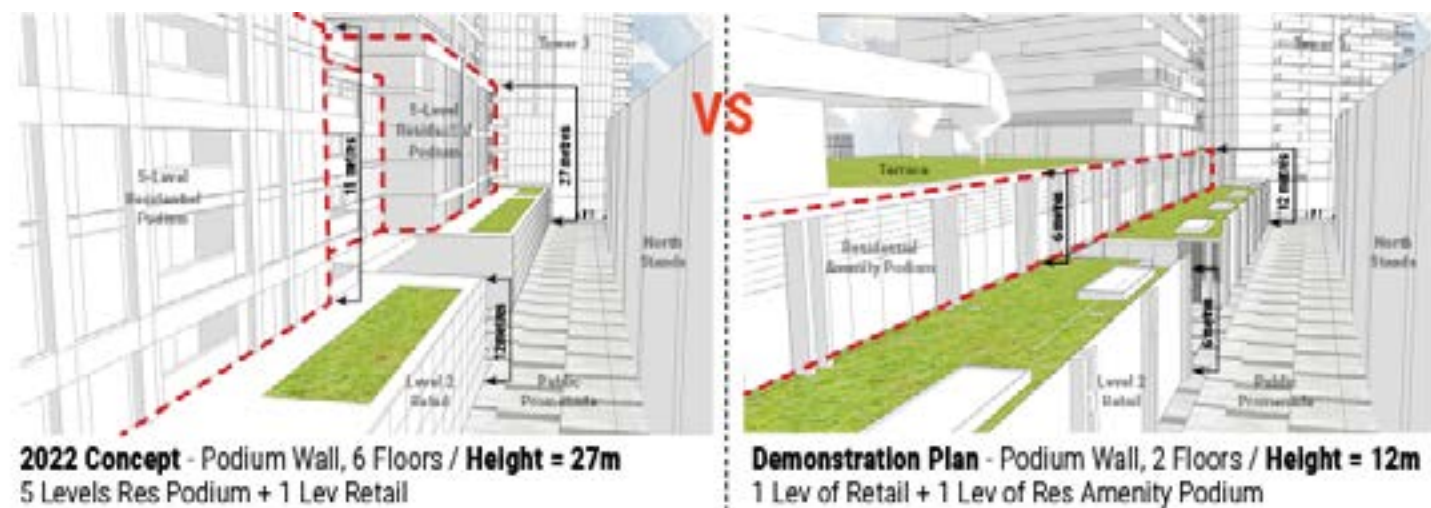 Tower 3
5-Level
Residential
Podium
15 metres
27 metres
5-Level
Residential
Podium
North
Stands
12metres
Level 2
Retail
Public
Promenade
VS
Terrace
6 metres
12 metres
Residential
Amenity Podium
North
Stands
6 metres
Level 2
Retail
Public
Promenade
2022 Concept - Podium Wall, 6 Floors / Height = 27m
5 Levels Res Podium + 1 Lev Retail
Demonstration Plan - Podium Wall, 2 Floors / Height = 12m
1 Lev of Retail + 1 Lev of Res Amenity Podium